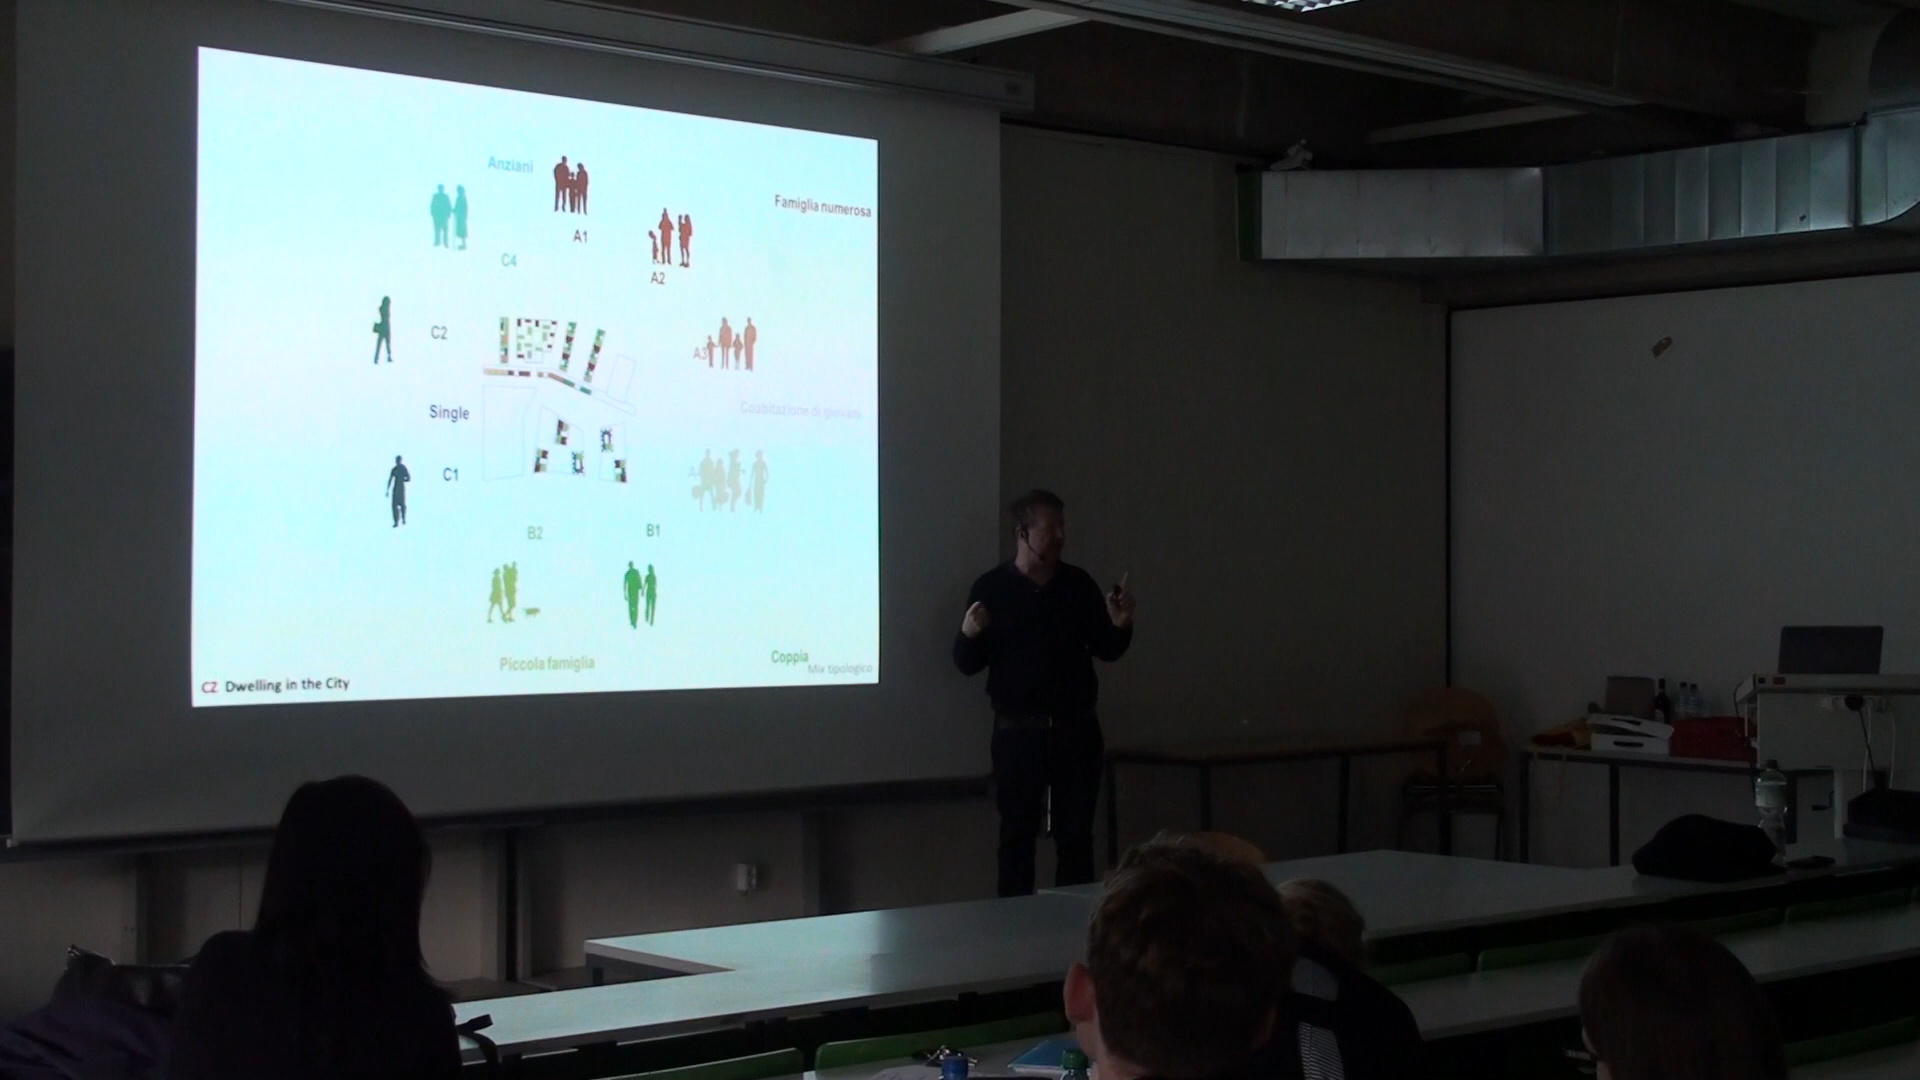 Anziani
Famiglia numerosa
A1
C4
A2
C2
A3
Single
Coabitazione di giovani
C1
B2
B1
Piccola famiglia
Coppia
Mix tipologico
CZ Dwelling in the City